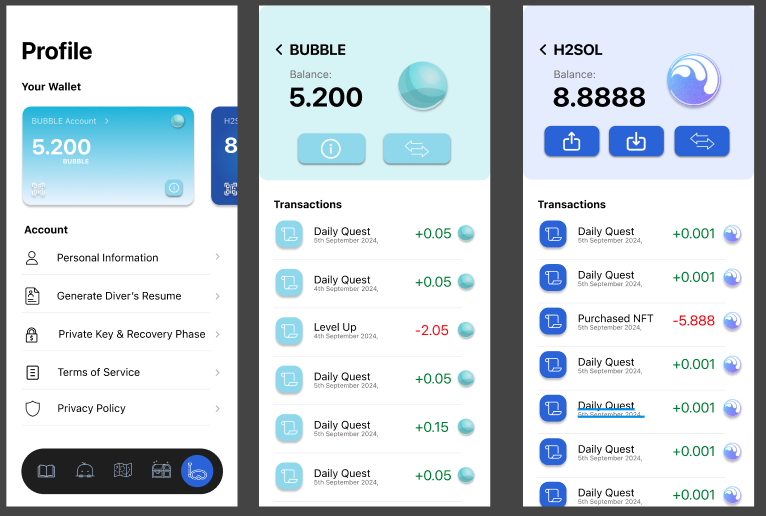 Profile
Your Wallet
BUBBLE Account >
5.200
BUBBLE
H2S
8
Account
Personal Information
Generate Diver's Resume
Private Key & Recovery Phase
Terms of Service
Privacy Policy
BUBBLE
Balance:
5.200
Transactions
Daily Quest
5th September 2024,
+0.05
Daily Quest
4th September 2024,
+0.05
Level Up
4th September 2024,
-2.05
Daily Quest
5th September 2024,
+0.05
Daily Quest
5th September 2024,
+0.15
Daily Quest
5th September 2024,
+0.05
H2SOL
Balance:
8.8888
Transactions
Daily Quest
5th September 2024,
+0.001
Daily Quest
5th September 2024,
+0.001
Purchased NFT
5th September 2024,
-5.888
Daily Quest
5th September 2024,
+0.001
Daily Quest
5th September 2024,
+0.001
Daily Quest
5th September 2024,
+0.001
Daily Quest
5th September 2024,
+0.001